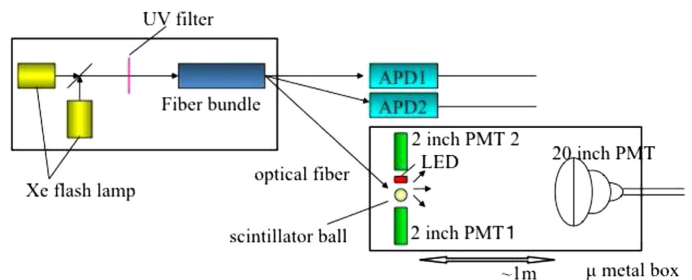 UV filter
APD1
Fiber bundle
APD2
2 inch PMT 2
20 inch PMT
LED
optical fiber
Xe flash lamp
scintillator ball
2 inch PMT1
~1m
μ metal box